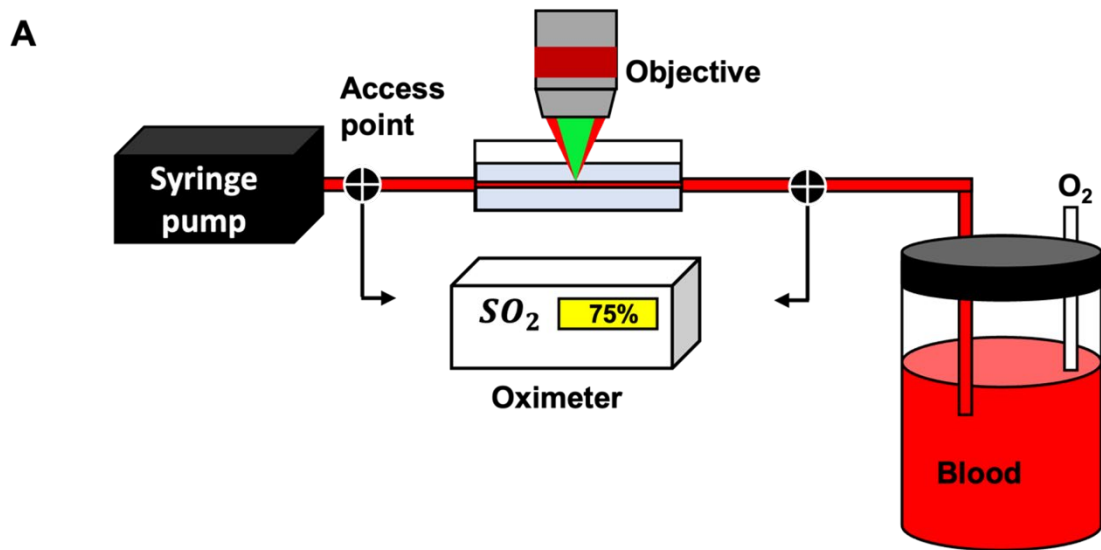 A
Objective
Access
point
Syringe
pump
O₂
SO₂ 75%
Oximeter
Blood